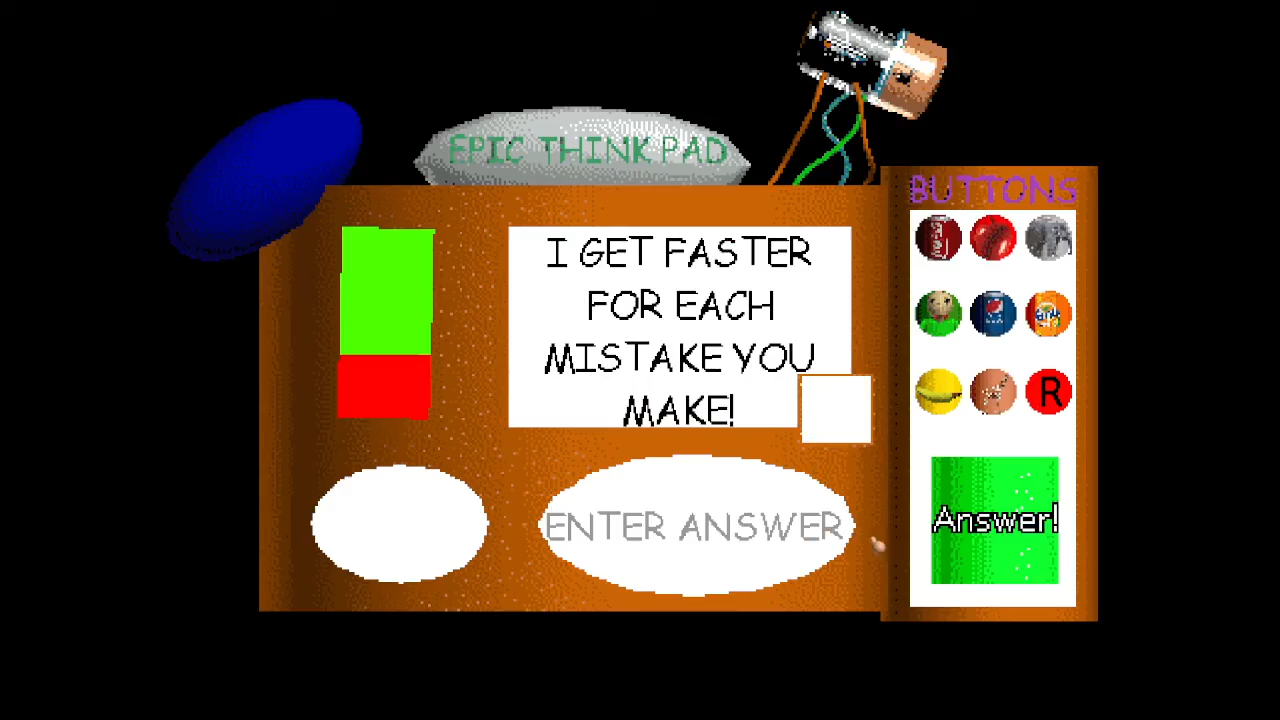 EPIC THINK PAD
BUTTONS
I GET FASTER
FOR EACH
MISTAKE YOU
MAKE!
R
ENTER ANSWER
Answer!